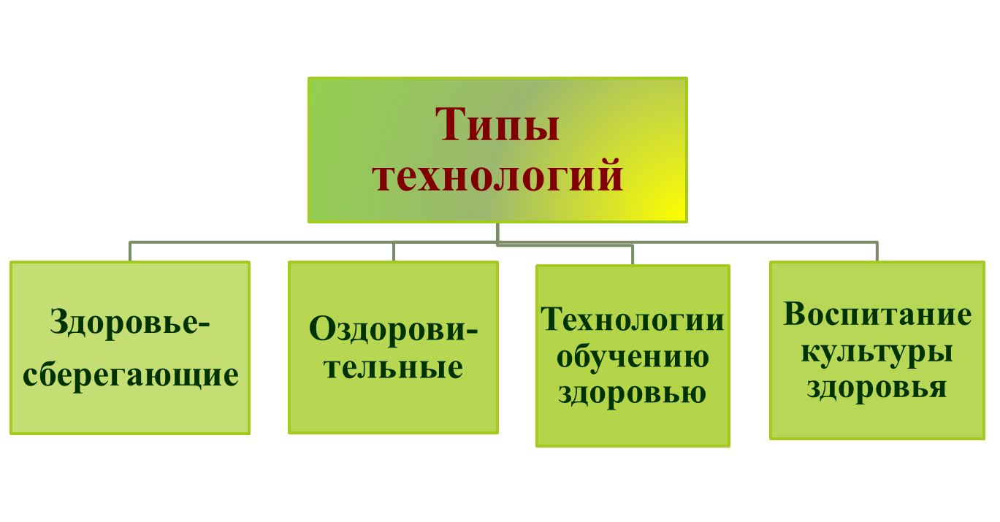 Типы
технологий
Здоровье-
сберегающие
Оздорови-
тельные
Технологии
обучению
здоровью
Воспитание
культуры
здоровья